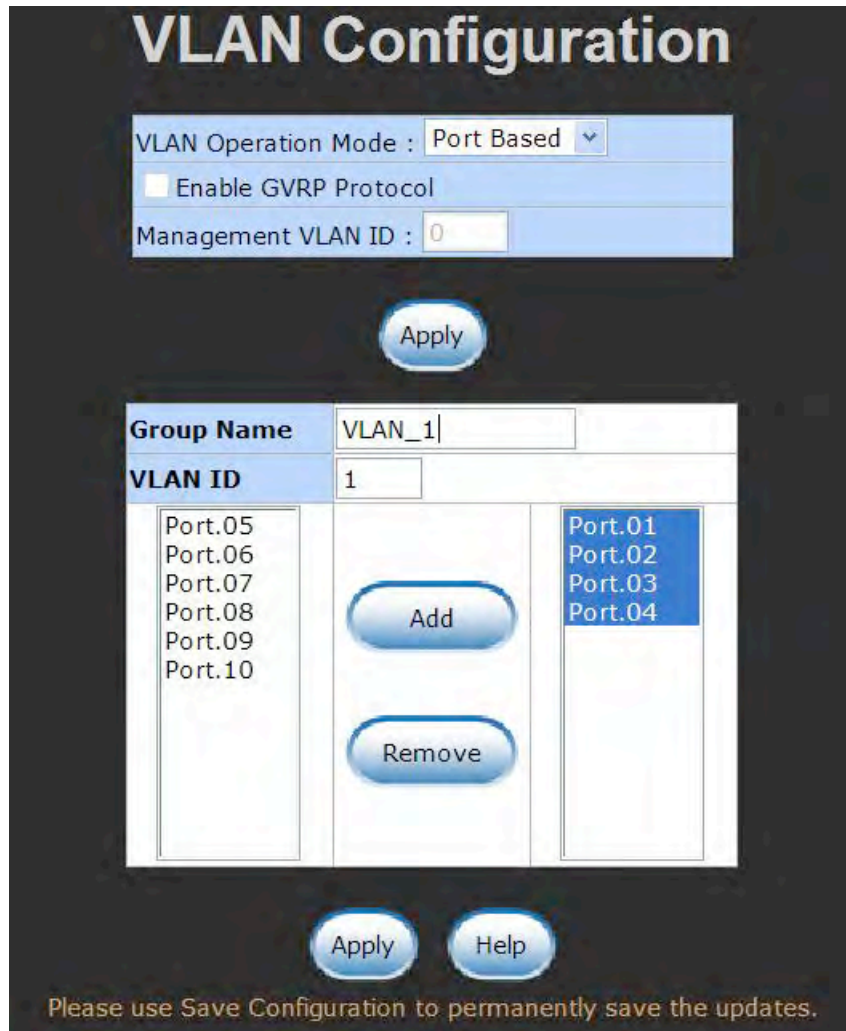 VLAN Configuration
VLAN Operation Mode : Port Based
Enable GVRP Protocol
Management VLAN ID : 0
Apply
Group Name VLAN_1
VLAN ID 1
Port.05
Port.06
Port.07
Port.08
Port.09
Port.10
Add
Remove
Port.01
Port.02
Port.03
Port.04
Apply Help
Please use Save Configuration to permanently save the updates.